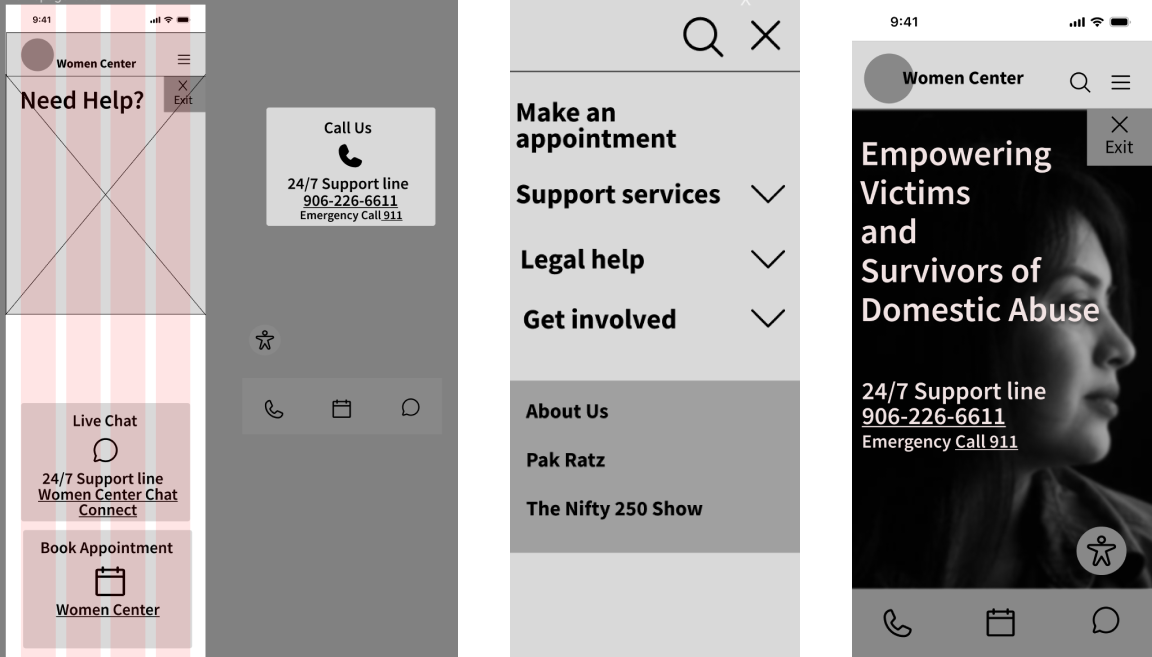 9:41
Women Center
Need Help?
Exit
Live Chat
24/7 Support line
Women Center Chat
Connect
Book Appointment
Women Center
Call Us
24/7 Support line
906-226-6611
Emergency Call 911
Make an
appointment
Support services
Legal help
Get involved
About Us
Pak Ratz
The Nifty 250 Show
9:41
Women Center
Exit
Empowering
Victims
and
Survivors of
Domestic Abuse
24/7 Support line
906-226-6611
Emergency Call 911